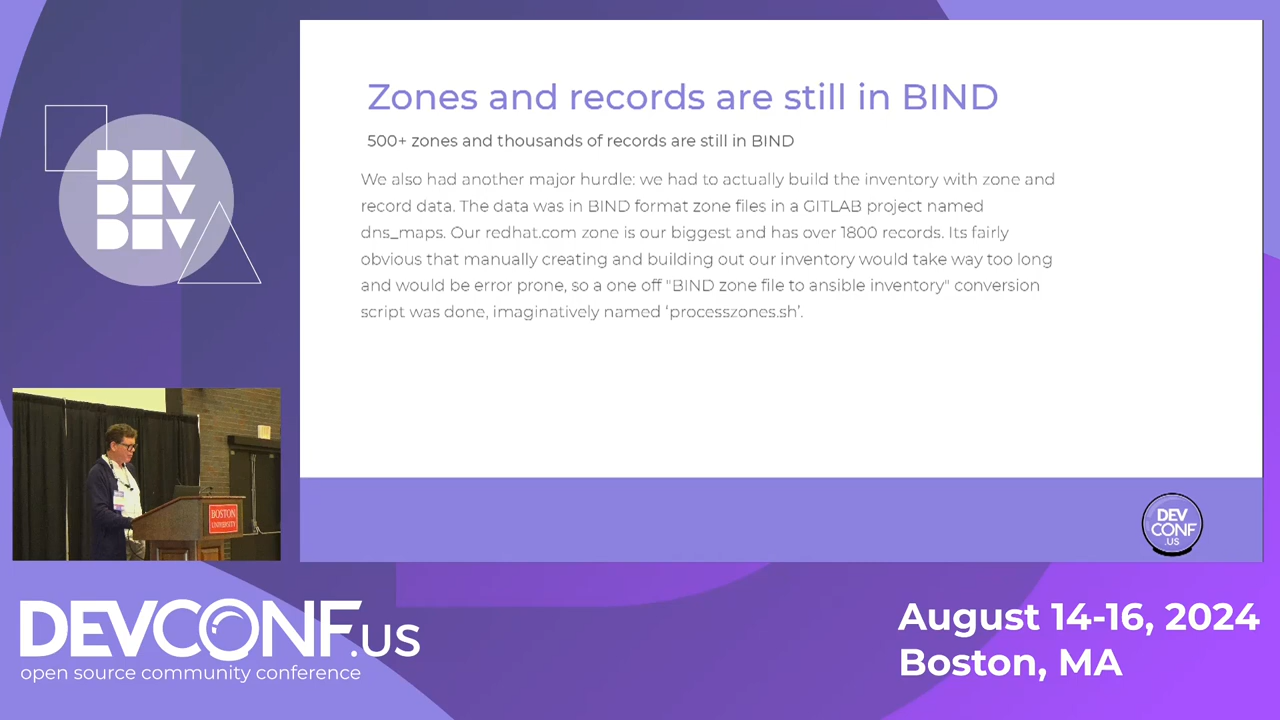 Zones and records are still in BIND
500+ zones and thousands of records are still in BIND
We also had another major hurdle: we had to actually build the inventory with zone and
record data. The data was in BIND format zone files in a GITLAB project named
dns_maps. Our redhat.com zone is our biggest and has over 1800 records. Its fairly
obvious that manually creating and building out our inventory would take way too long
and would be error prone, so a one off "BIND zone file to ansible inventory" conversion
script was done, imaginatively named ‘processzones.sh’.
DEV
DEV
DEV
BOSTON
UNIVERSITY
DEV
CONF
.US
DEVCONF.US
open source community conference
August 14-16, 2024
Boston, MA